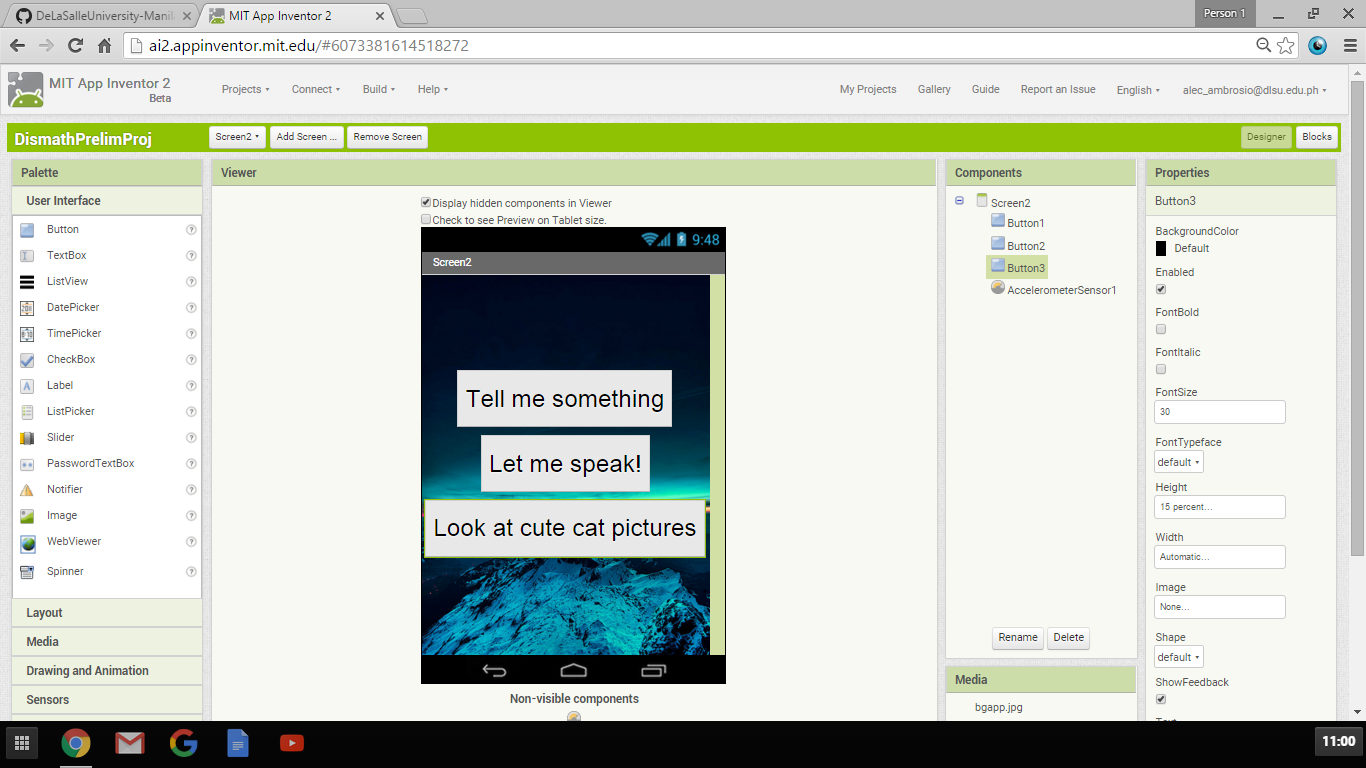 DeLaSalleUniversity-Manil
MIT App Inventor 2
Person 1
ai2.appinventor.mit.edu/#6073381614518272
MIT App Inventor 2
Beta
Projects
Connect
Build
Help
My Projects
Gallery
Guide
Report an Issue
English
alec_ambrosio@dlsu.edu.ph
DismathPrelimProj
Screen2
Add Screen ...
Remove Screen
Designer
Blocks
Palette
User Interface
Button
TextBox
ListView
DatePicker
TimePicker
CheckBox
Label
ListPicker
Slider
PasswordTextBox
Notifier
Image
WebViewer
Spinner
Layout
Media
Drawing and Animation
Sensors
Viewer
Display hidden components in Viewer
Check to see Preview on Tablet size.
9:48
Screen2
Tell me something
Let me speak!
Look at cute cat pictures
Non-visible components
Components
Screen2
Button1
Button2
Button3
AccelerometerSensor1
Rename
Delete
Media
bgapp.jpg
Properties
Button3
BackgroundColor
Default
Enabled
FontBold
FontItalic
FontSize
30
FontTypeface
default
Height
15 percent...
Width
Automatic...
Image
None...
Shape
default
ShowFeedback
11:00